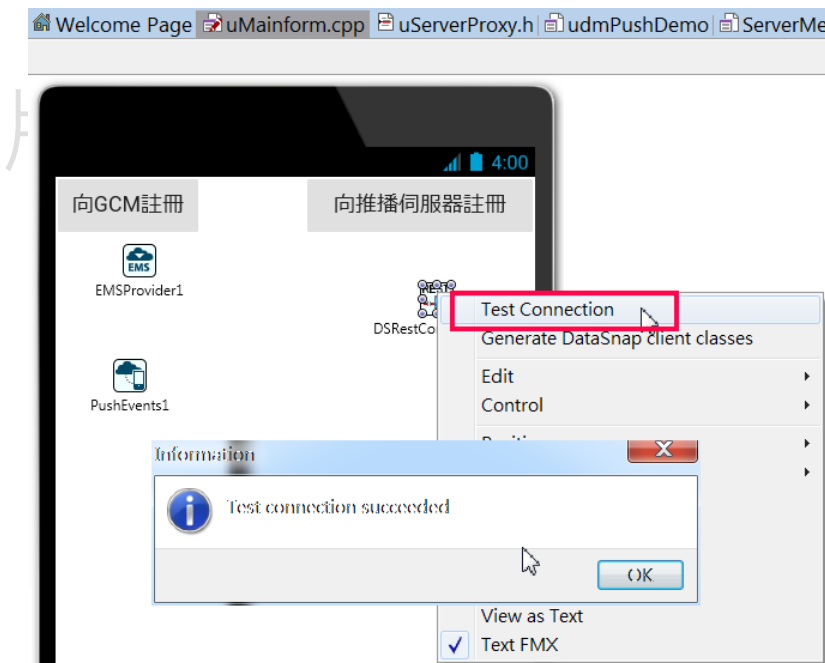 Welcome Page uMainform.cpp uServerProxy.h udmPushDemo ServerMe
4:00
向GCM註冊 向推播伺服器註冊
EMS
EMSProvider1
REST
DSRestCo
Test Connection
Generate DataSnap client classes
PushEvents1
Edit
Control
Information
Test connection succeeded
OK
View as Text
Text FMX